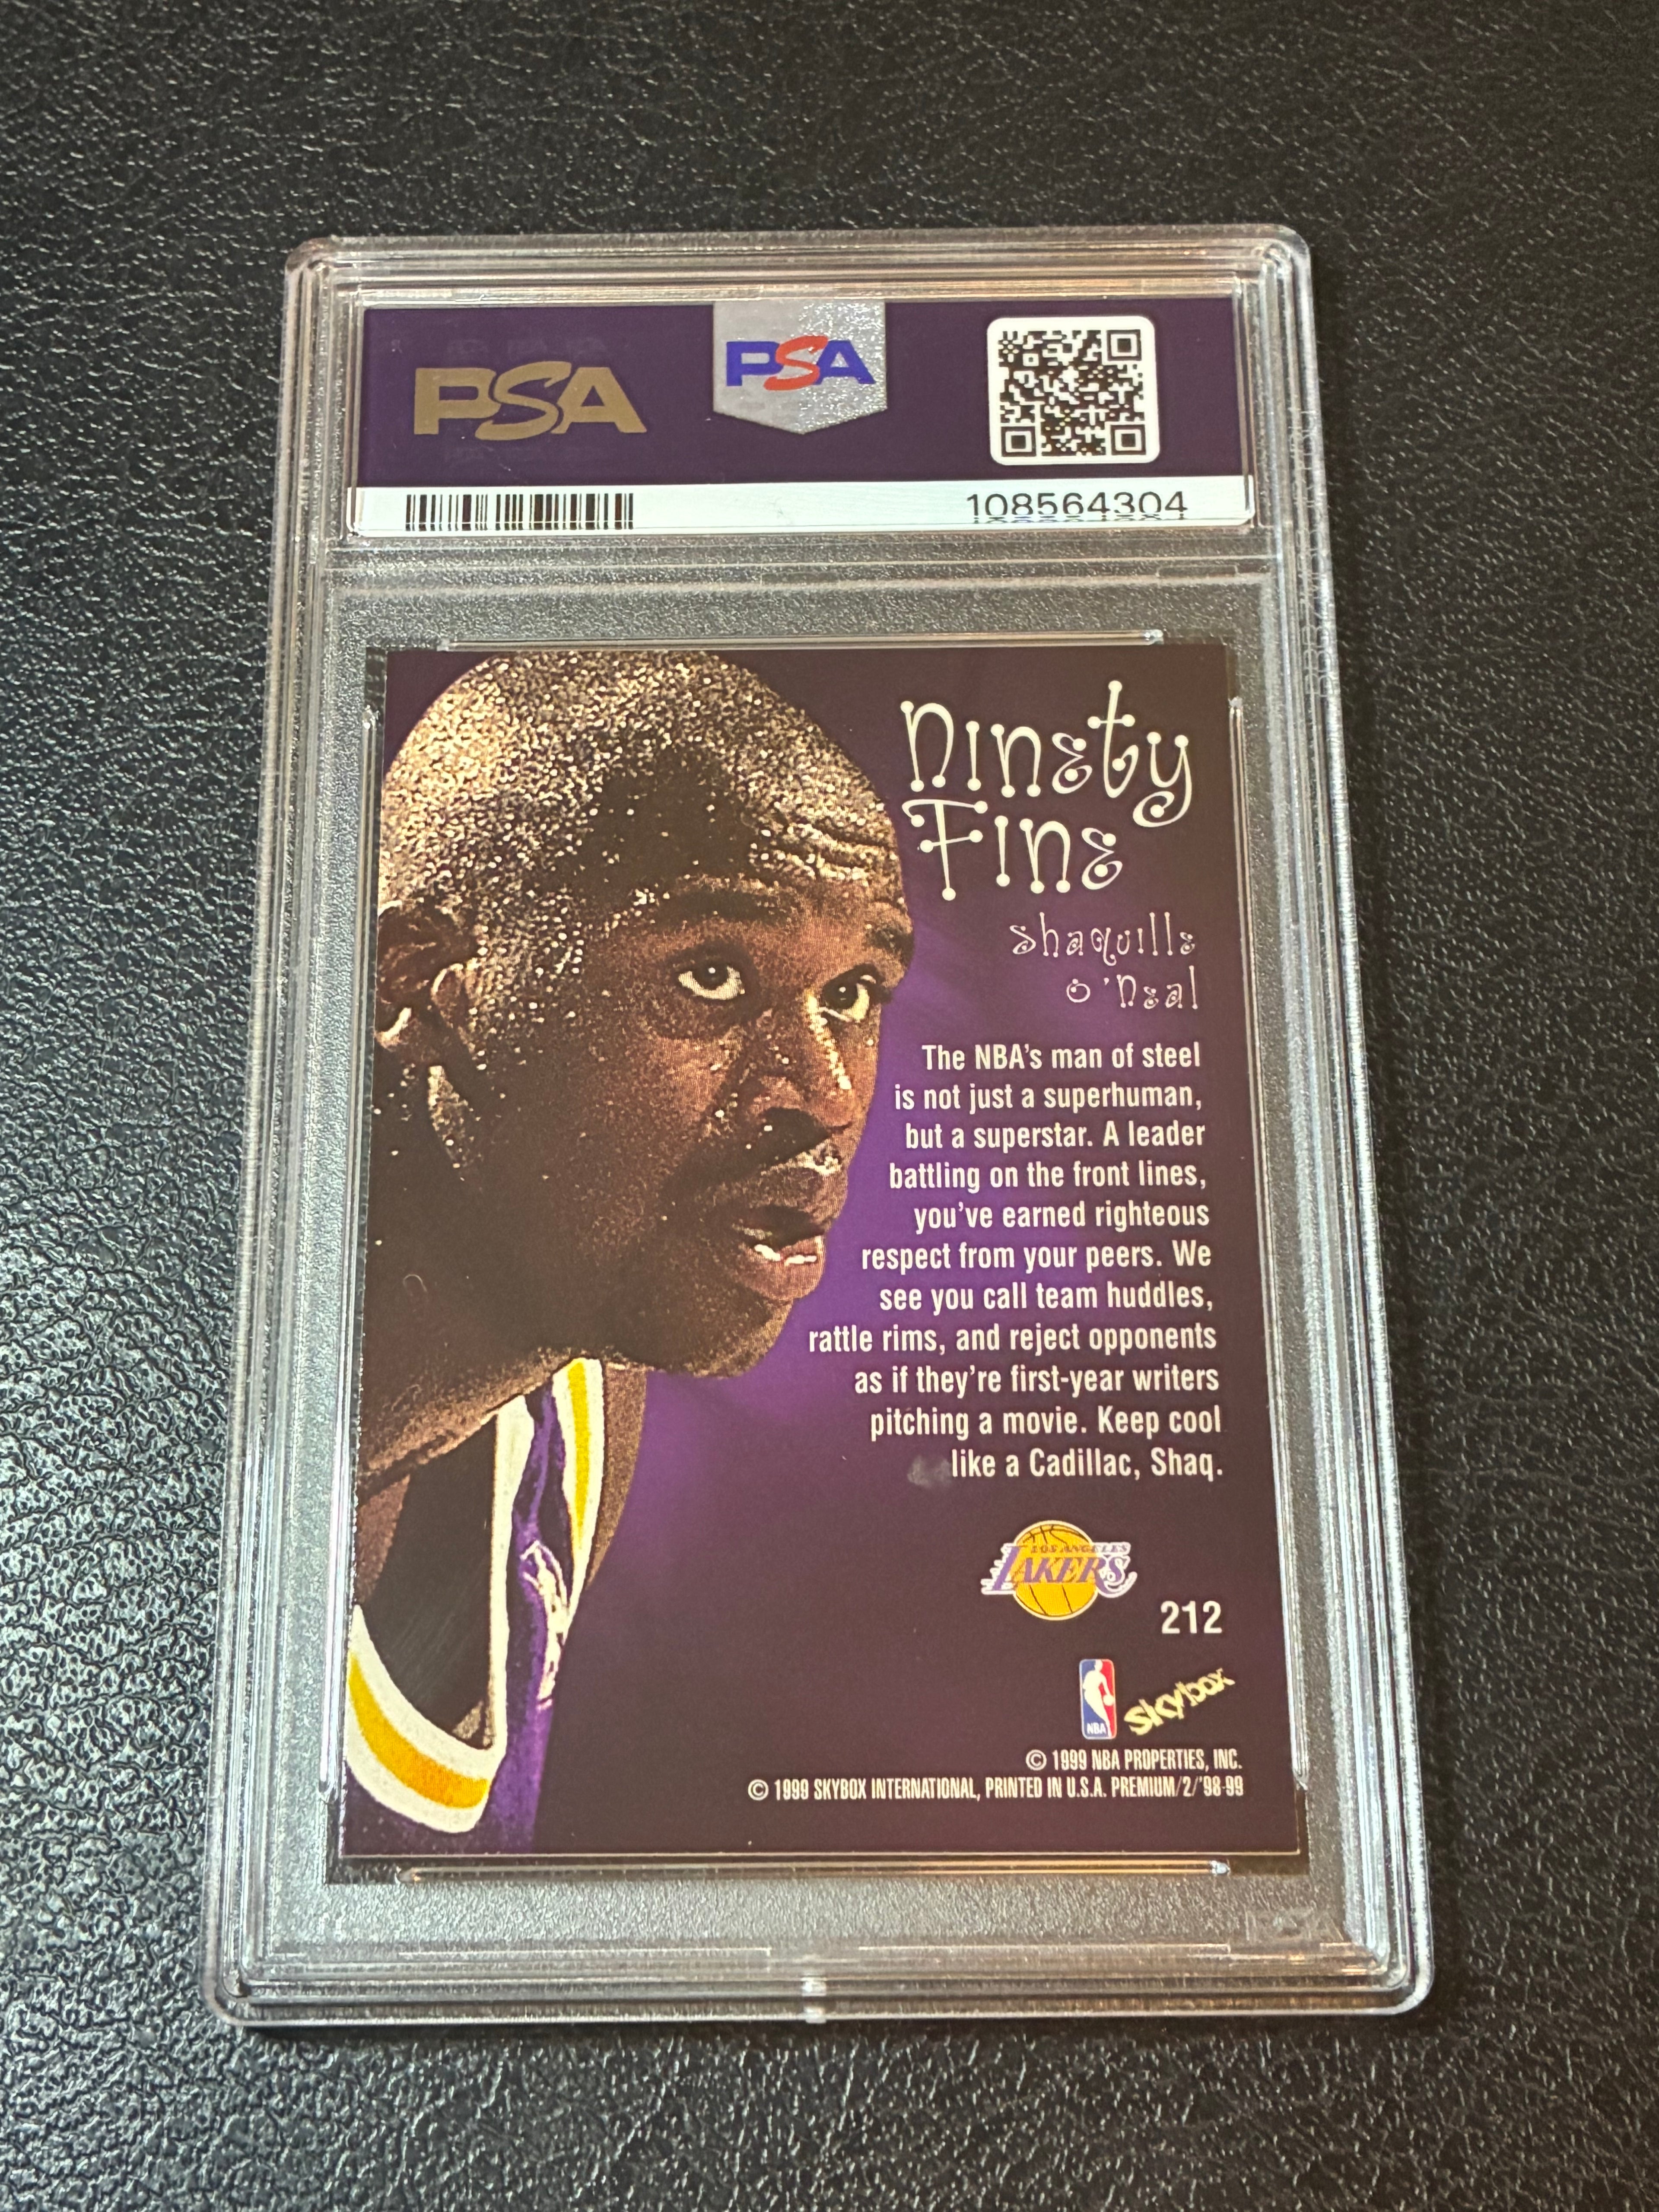 PSA
PSA
108564304
Ninety
Fine
Shaquille
O'Neal
The NBA's man of steel
is not just a superhuman,
but a superstar. A leader
battling on the front lines,
you've earned righteous
respect from your peers. We
see you call team huddles,
rattle rims, and reject opponents
as if they're first-year writers
pitching a movie. Keep cool
like a Cadillac, Shaq.
LOS ANGELES
LAKERS
212
NBA
skybox
© 1999 NBA PROPERTIES, INC.
© 1999 SKYBOX INTERNATIONAL, PRINTED IN U.S.A. PREMIUM/2/'98-99